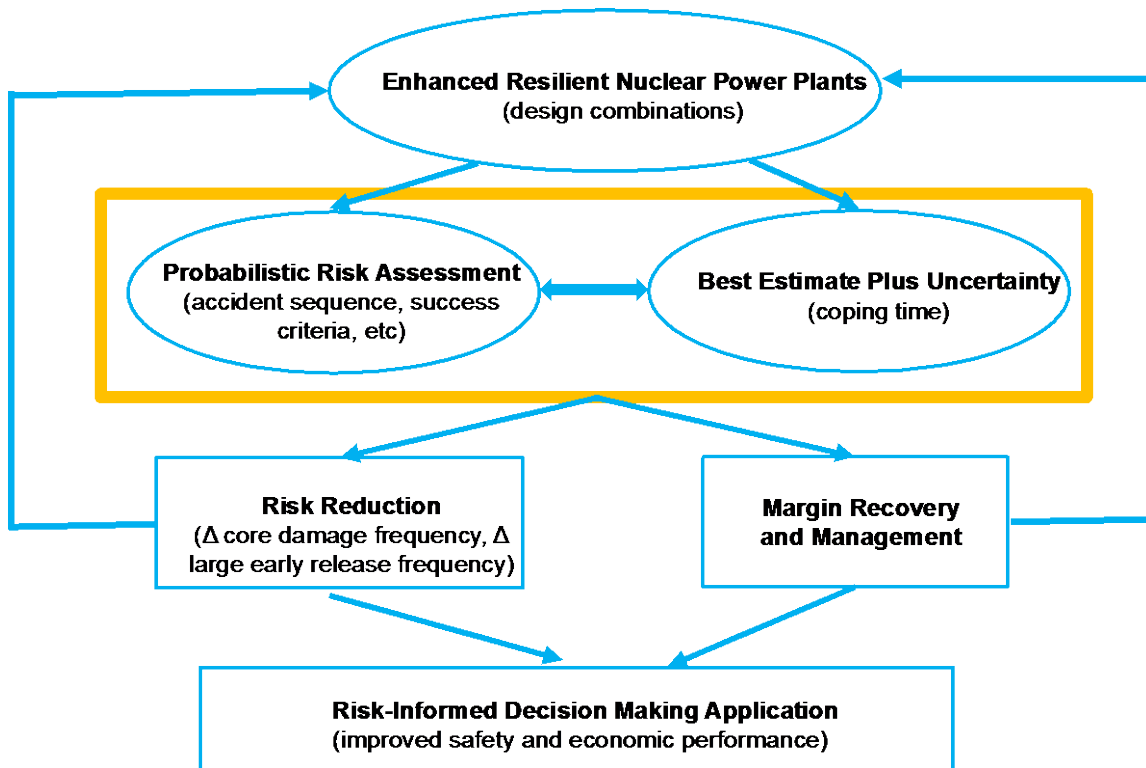 Enhanced Resilient Nuclear Power Plants
(design combinations)
Probabilistic Risk Assessment
(accident sequence, success
criteria, etc)
Best Estimate Plus Uncertainty
(coping time)
Risk Reduction
(Δ core damage frequency, Δ
large early release frequency)
Margin Recovery
and Management
Risk-Informed Decision Making Application
(improved safety and economic performance)